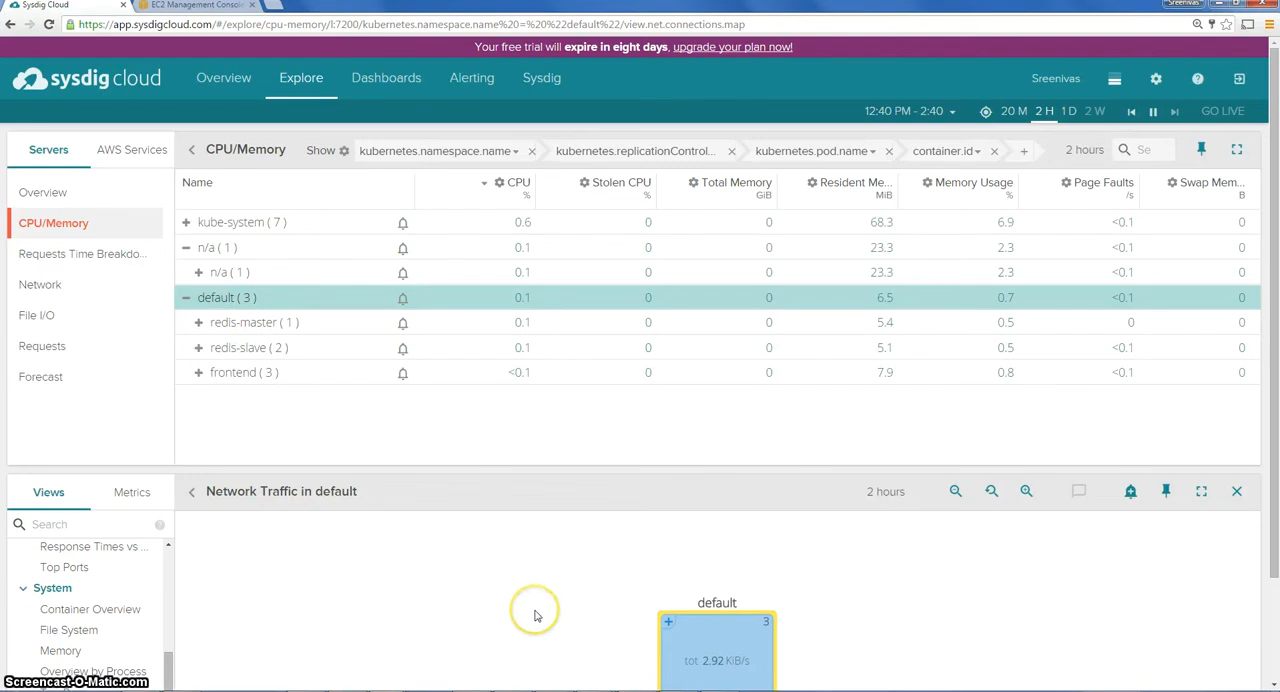 Sysdig Cloud
EC2 Management Console
Sreenivas
https://app.sysdigcloud.com/#/explore/cpu-memory/l:7200/kubernetes.namespace.name%20=%20%22default%22/view.net.connections.map
Your free trial will expire in eight days, upgrade your plan now!
sysdig cloud Overview Explore Dashboards Alerting Sysdig Sreenivas
12:40 PM - 2:40 20 M 2 H 1 D 2 W GO LIVE
Servers AWS Services CPU/Memory Show kubernetes.namespace.name kubernetes.replicationControl... kubernetes.pod.name container.id + 2 hours Se
Name CPU Stolen CPU Total Memory Resident Me... Memory Usage Page Faults Swap Mem...
% % GiB MiB % /s B
Overview
CPU/Memory
Requests Time Breakdo...
Network
File I/O
Requests
Forecast
kube-system ( 7 ) 0.6 0 0 68.3 6.9 <0.1 0
n/a ( 1 ) 0.1 0 0 23.3 2.3 <0.1 0
n/a ( 1 ) 0.1 0 0 23.3 2.3 <0.1 0
default ( 3 ) 0.1 0 0 6.5 0.7 <0.1 0
redis-master ( 1 ) 0.1 0 0 5.4 0.5 0 0
redis-slave ( 2 ) 0.1 0 0 5.1 0.5 <0.1 0
frontend ( 3 ) <0.1 0 0 7.9 0.8 <0.1 0
Views Metrics Network Traffic in default 2 hours
Search
Response Times vs ...
Top Ports
System
Container Overview
File System
Memory
Overview by Process
default
+ 3
tot 2.92 KiB/s
Screencast-O-Matic.com